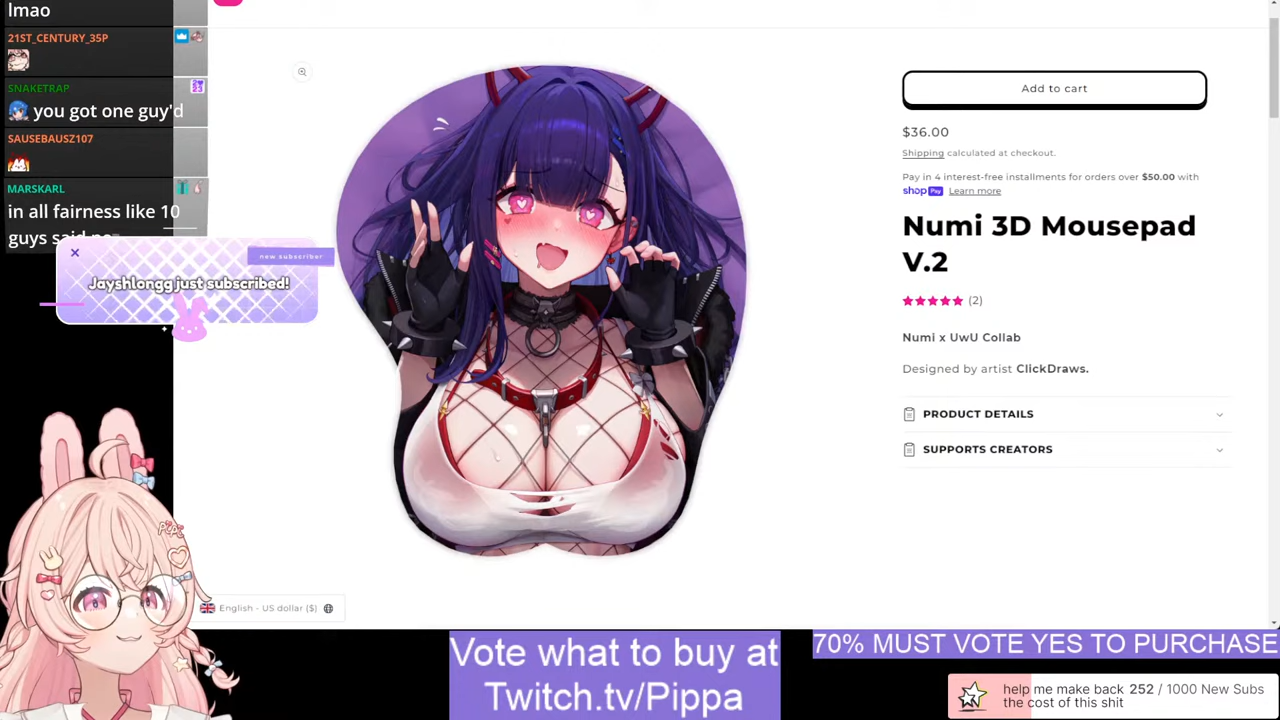 lmao
21ST_CENTURY_35P
SNAKETRAP
you got one guy'd
SAUSEBAUSZ107
MARSKARL
in all fairness like 10
guys said
new subscriber
Jayshlongg just subscribed!
Add to cart
$36.00
Shipping calculated at checkout.
Pay in 4 interest-free installments for orders over $50.00 with
shop Pay Learn more
Numi 3D Mousepad
V.2
(2)
Numi x UwU Collab
Designed by artist ClickDraws.
PRODUCT DETAILS
SUPPORTS CREATORS
English - US dollar ($)
Vote what to buy at
Twitch.tv/Pippa
70% MUST VOTE YES TO PURCHASE
help me make back 252 / 1000 New Subs
the cost of this shit